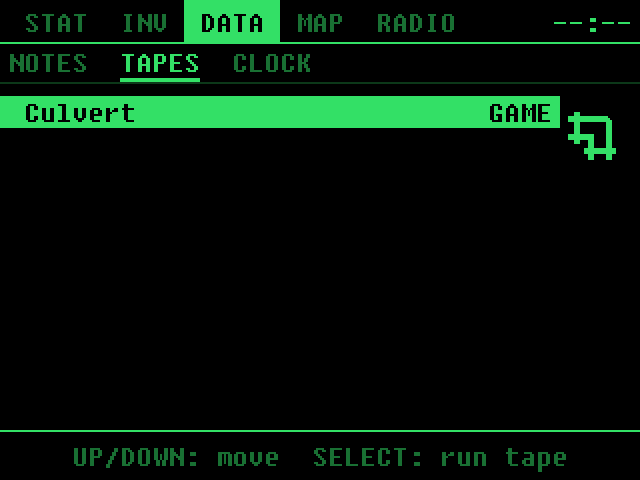 STAT INV DATA MAP RADIO --:--
NOTES TAPES CLOCK
Culvert GAME
UP/DOWN: move SELECT: run tape